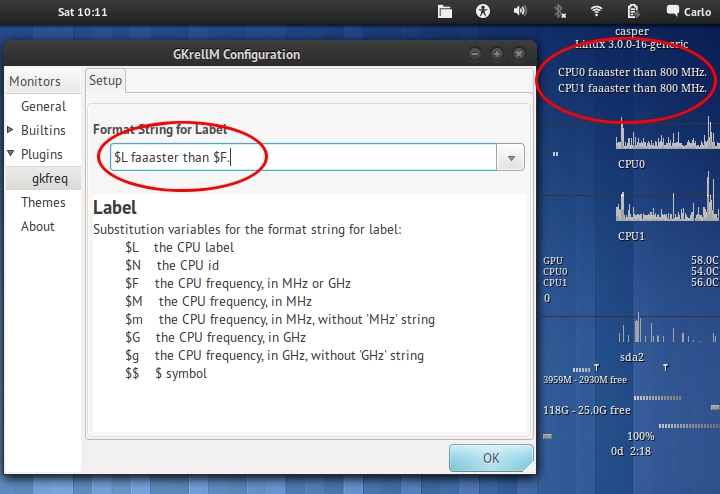 Sat 10:11
Carlo
GKrellM Configuration
Monitors
General
Builtins
Plugins
gkfreq
Themes
About
Setup
Format String for Label
$L faaaster than $F.
Label
Substitution variables for the format string for label:
$L the CPU label
$N the CPU id
$F the CPU frequency, in MHz or GHz
$M the CPU frequency, in MHz
$m the CPU frequency, in MHz, without 'MHz' string
$G the CPU frequency, in GHz
$g the CPU frequency, in GHz, without 'GHz' string
$$ $ symbol
OK
casper
Linux 3.0.0-16-generic
CPU0 faaaster than 800 MHz.
CPU1 faaaster than 800 MHz.
CPU0
CPU1
GPU 58.0C
CPU0 54.0C
CPU1 56.0C
0
sda2
3959M - 2930M free
118G - 25.0G free
100%
0d 2:18